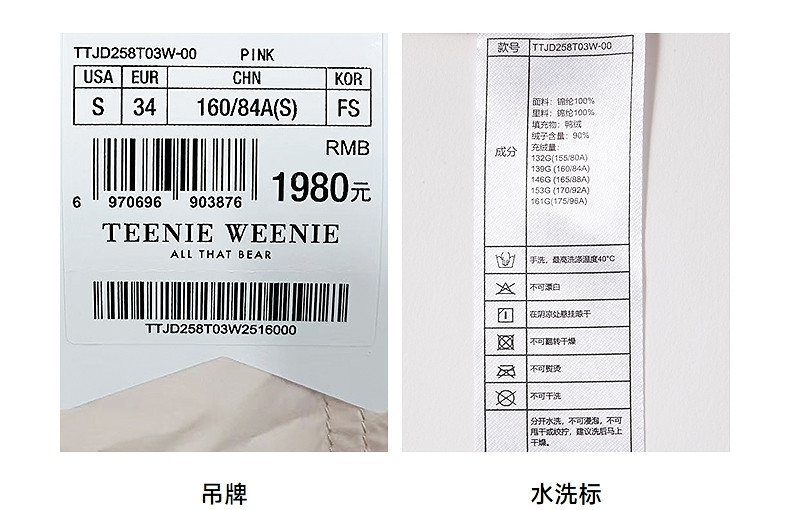 TTJD258T03W-00 PINK
USA EUR CHN KOR
S 34 160/84A(S) FS
RMB
1980元
6 970696 903876
TEENIE WEENIE
ALL THAT BEAR
TTJD258T03W2516000
吊牌
款号 TTJD258T03W-00
成分
面料：锦纶100%
里料：锦纶100%
填充物：鸭绒
绒子含量：90%
充绒量：
132G(155/80A)
139G (160/84A)
146G (165/88A)
153G (170/92A)
161G(175/96A)
手洗，最高洗涤温度40°C
不可漂白
在阴凉处悬挂晾干
不可翻转干燥
不可熨烫
不可干洗
分开水洗，不可浸泡，不可
甩干或绞拧，建议洗后马上
干燥。
水洗标